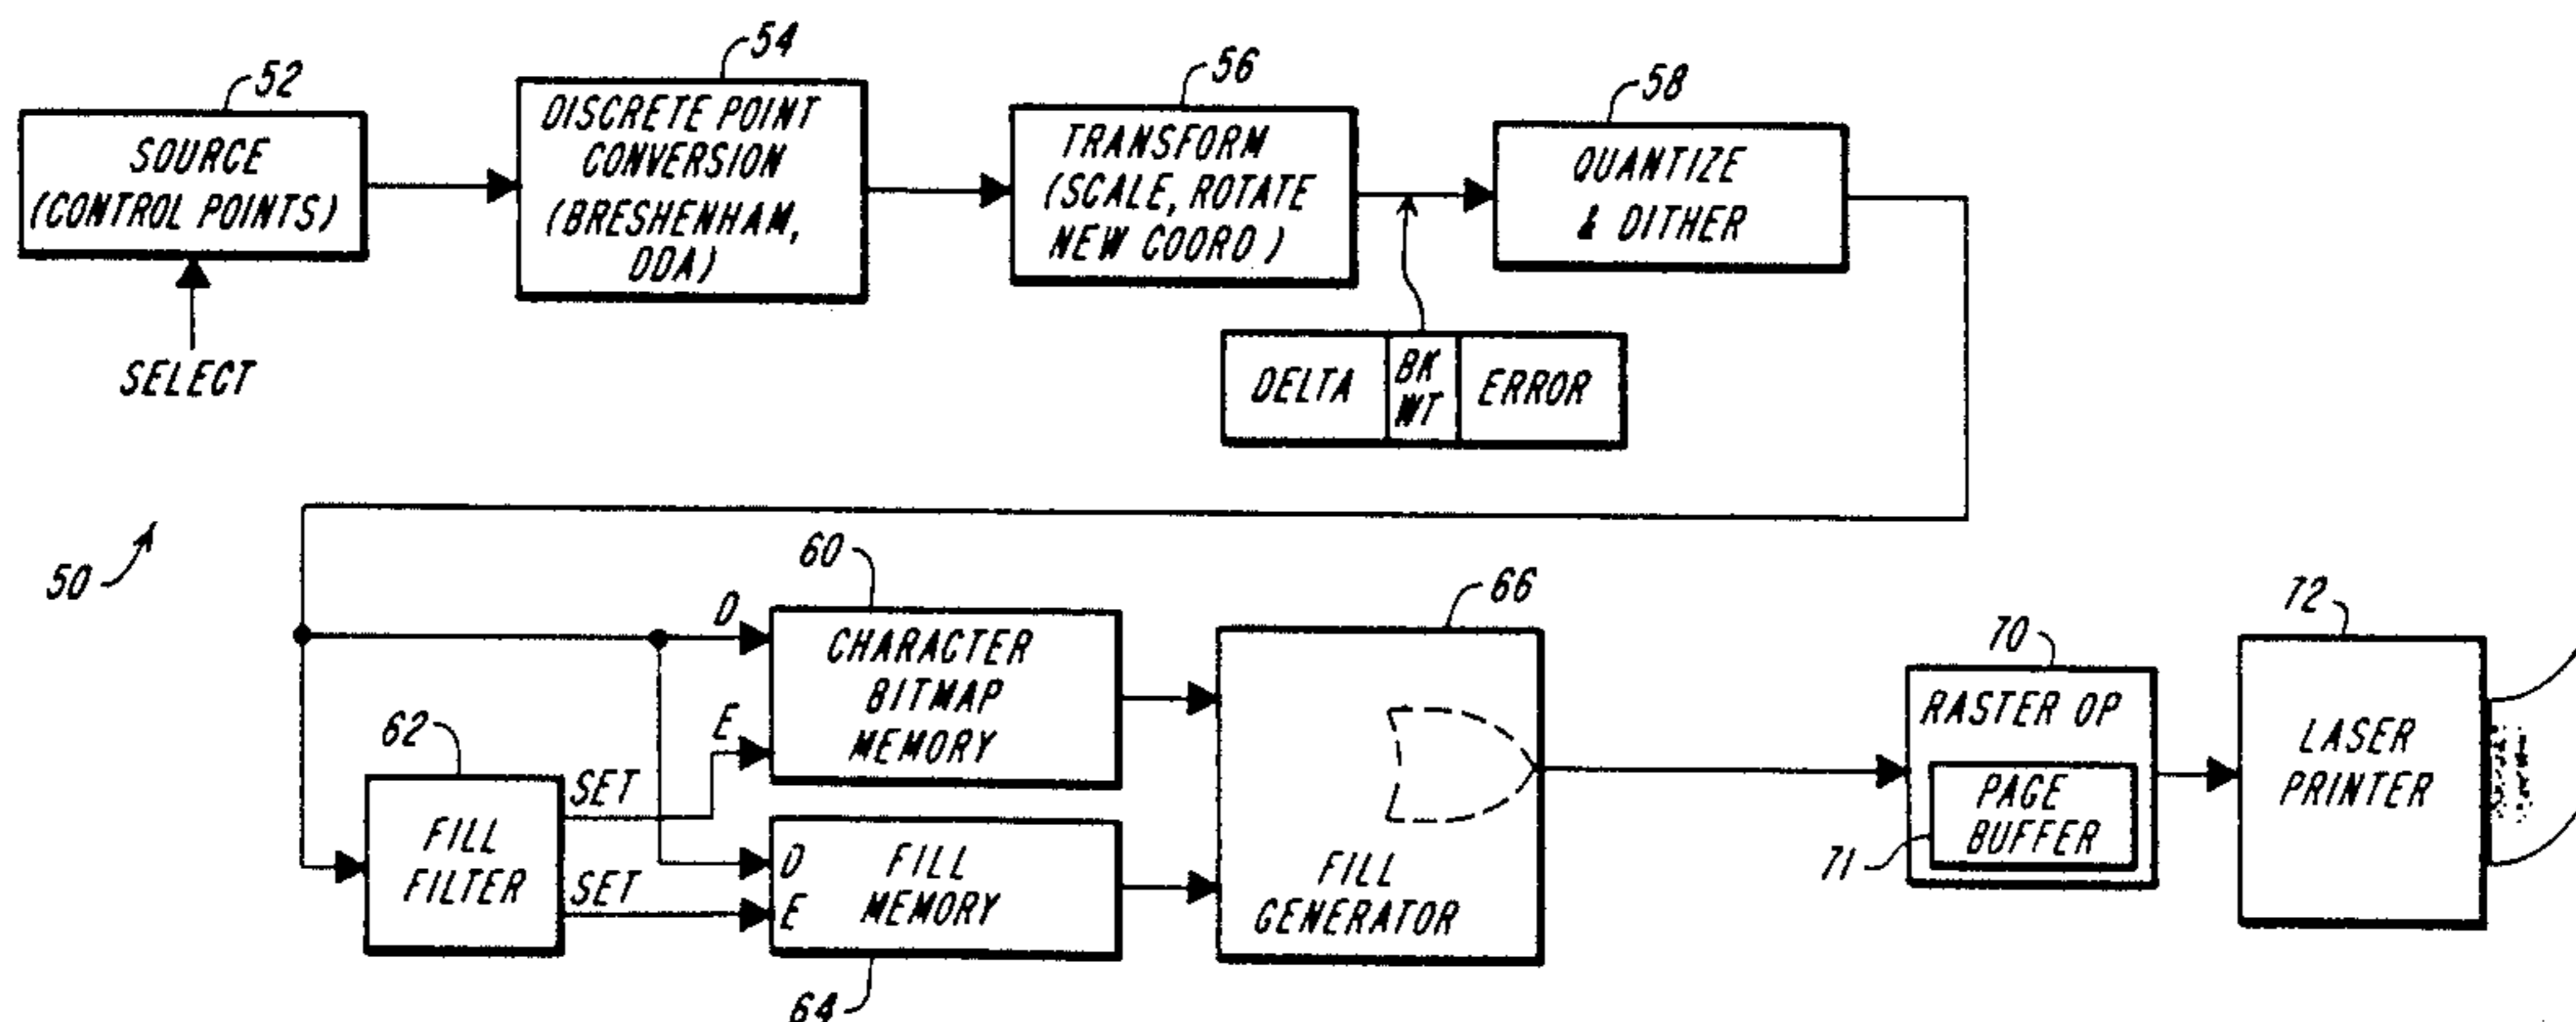 52
SOURCE
(CONTROL POINTS)
SELECT
54
DISCRETE POINT
CONVERSION
(BRESHENHAM,
DDA)
56
TRANSFORM
(SCALE, ROTATE
NEW COORD)
58
QUANTIZE
& DITHER
DELTA
BK
WT
ERROR
50
60
D
E
CHARACTER
BITMAP
MEMORY
62
FILL
FILTER
SET
SET
D
E
FILL
MEMORY
64
66
FILL
GENERATOR
70
RASTER OP
71
PAGE
BUFFER
72
LASER
PRINTER